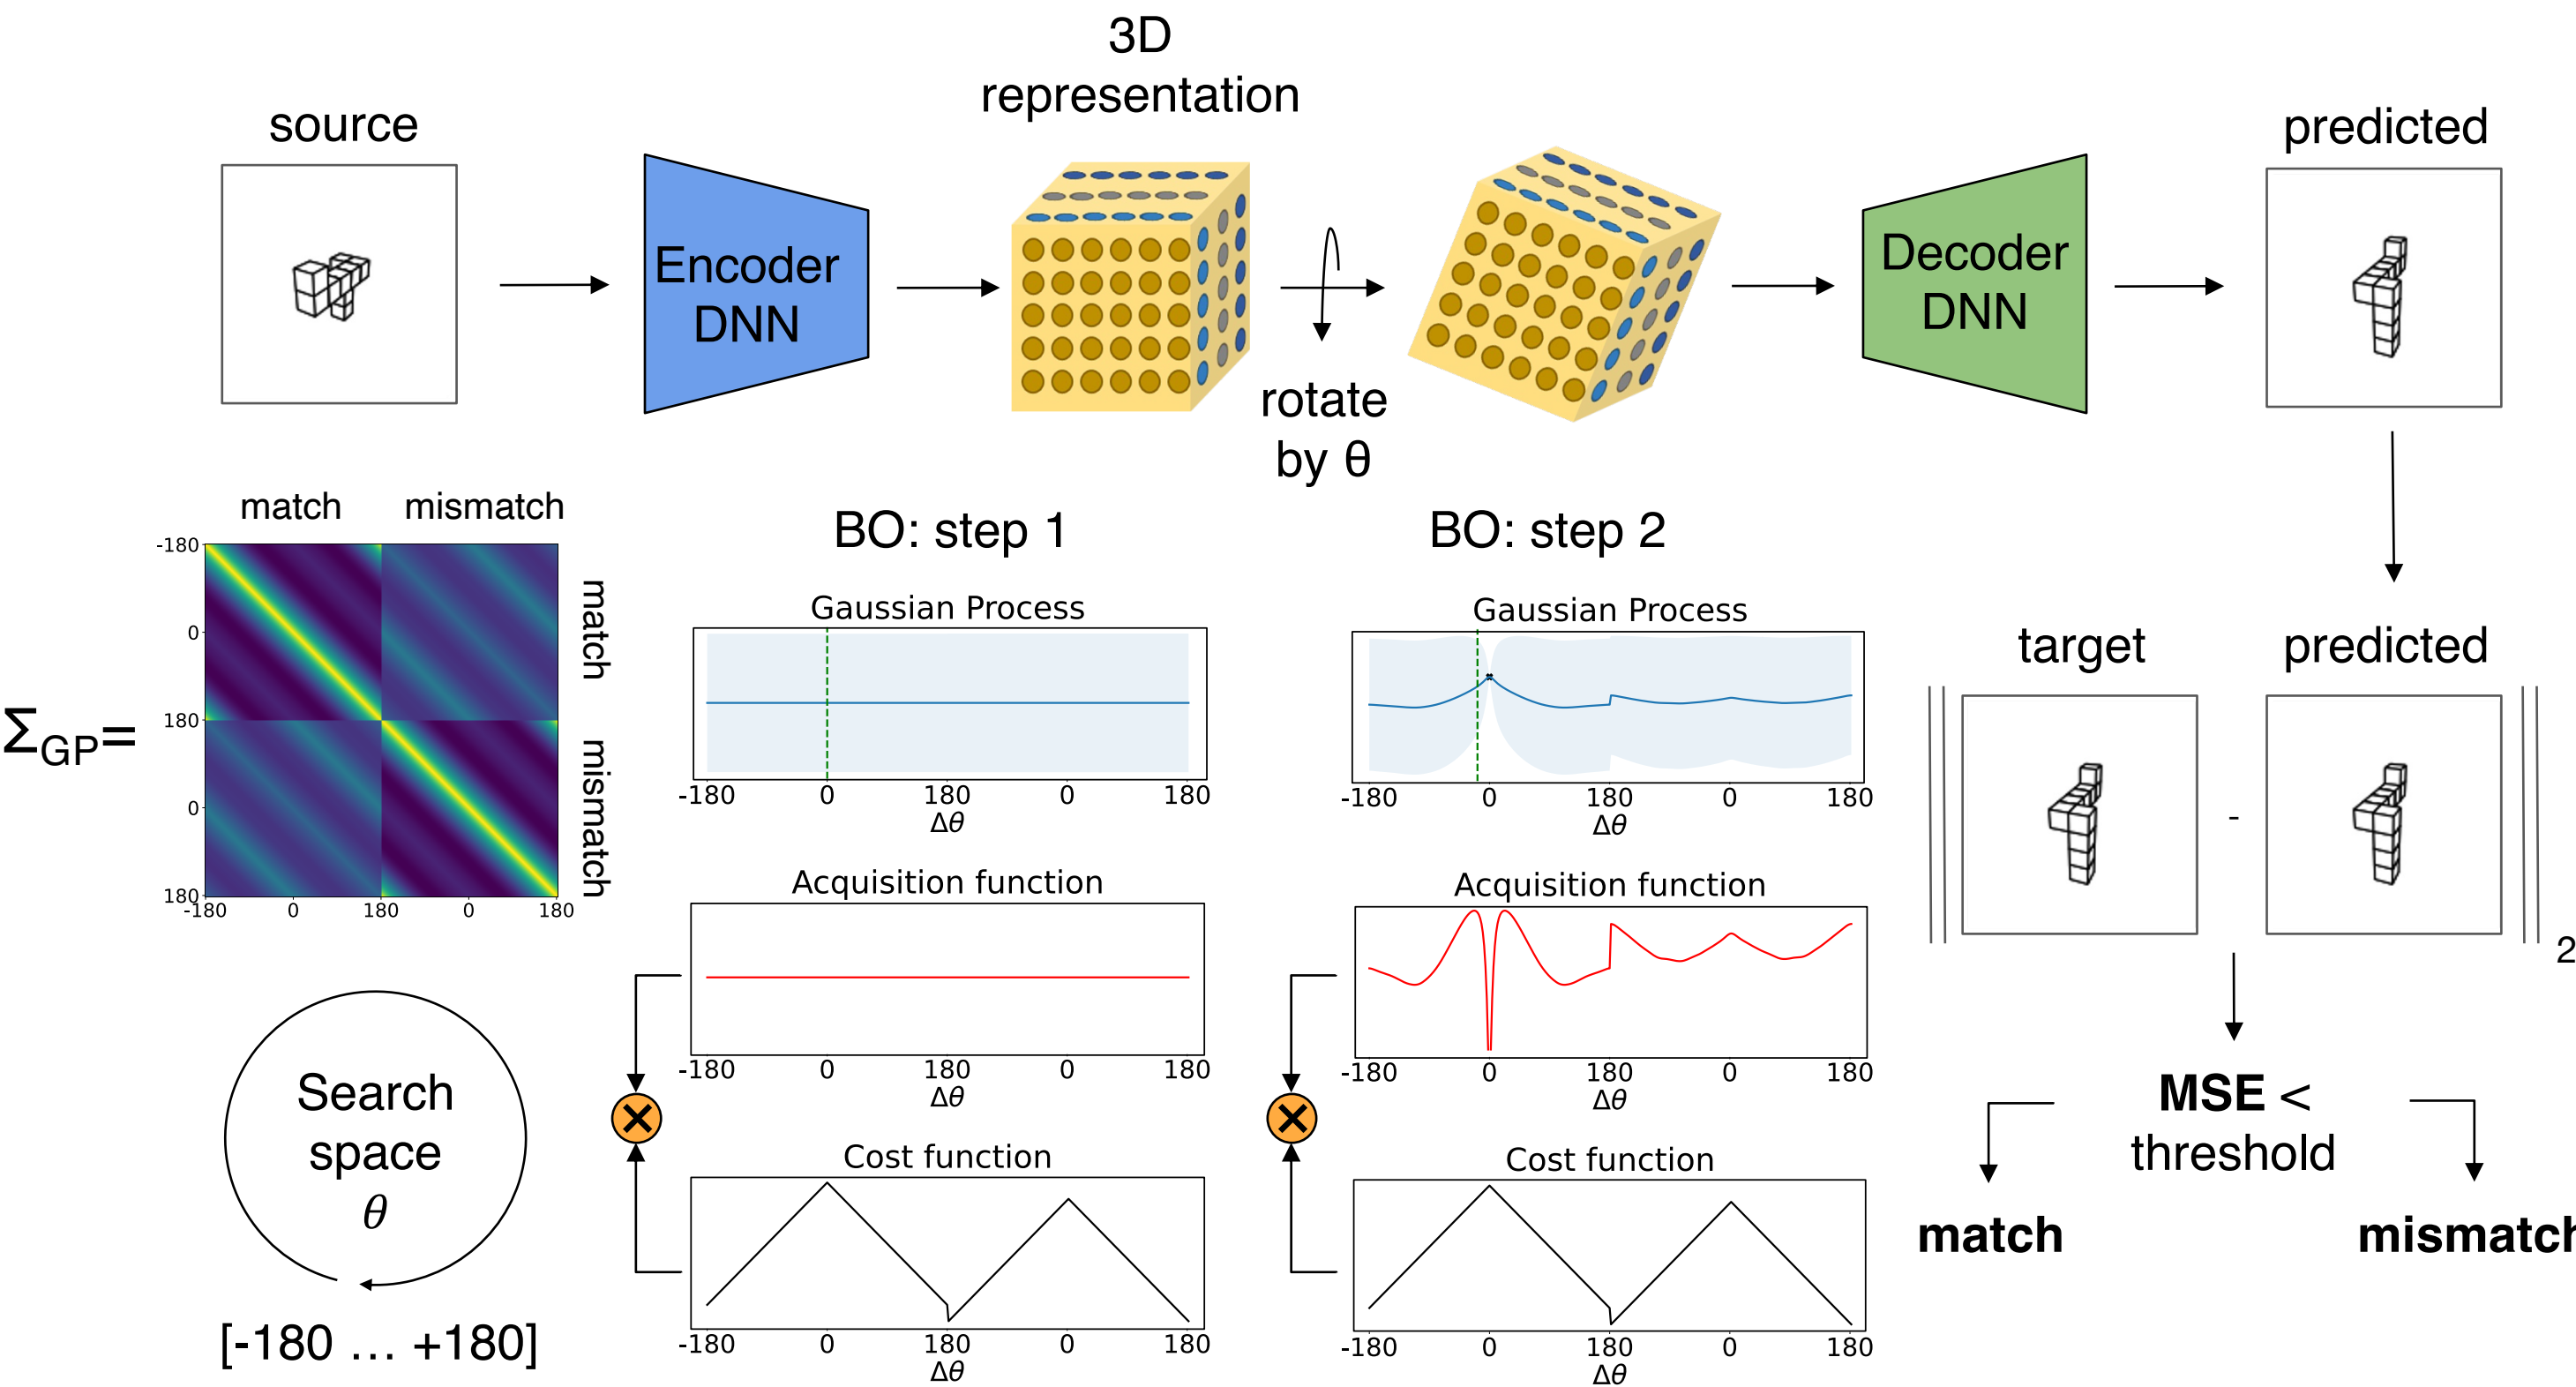 3D
representation
source
predicted
Encoder
DNN
Decoder
DNN
rotate
by θ
match mismatch
-180
0
180
0
180
-180 0 180 0 180
match
mismatch
Σ_GP=
Search
space
θ
[-180 … +180]
BO: step 1
Gaussian Process
-180 0 180 0 180
Δθ
Acquisition function
-180 0 180 0 180
Δθ
Cost function
-180 0 180 0 180
Δθ
BO: step 2
Gaussian Process
-180 0 180 0 180
Δθ
Acquisition function
-180 0 180 0 180
Δθ
Cost function
-180 0 180 0 180
Δθ
target predicted
-
2
MSE <
threshold
match mismatch